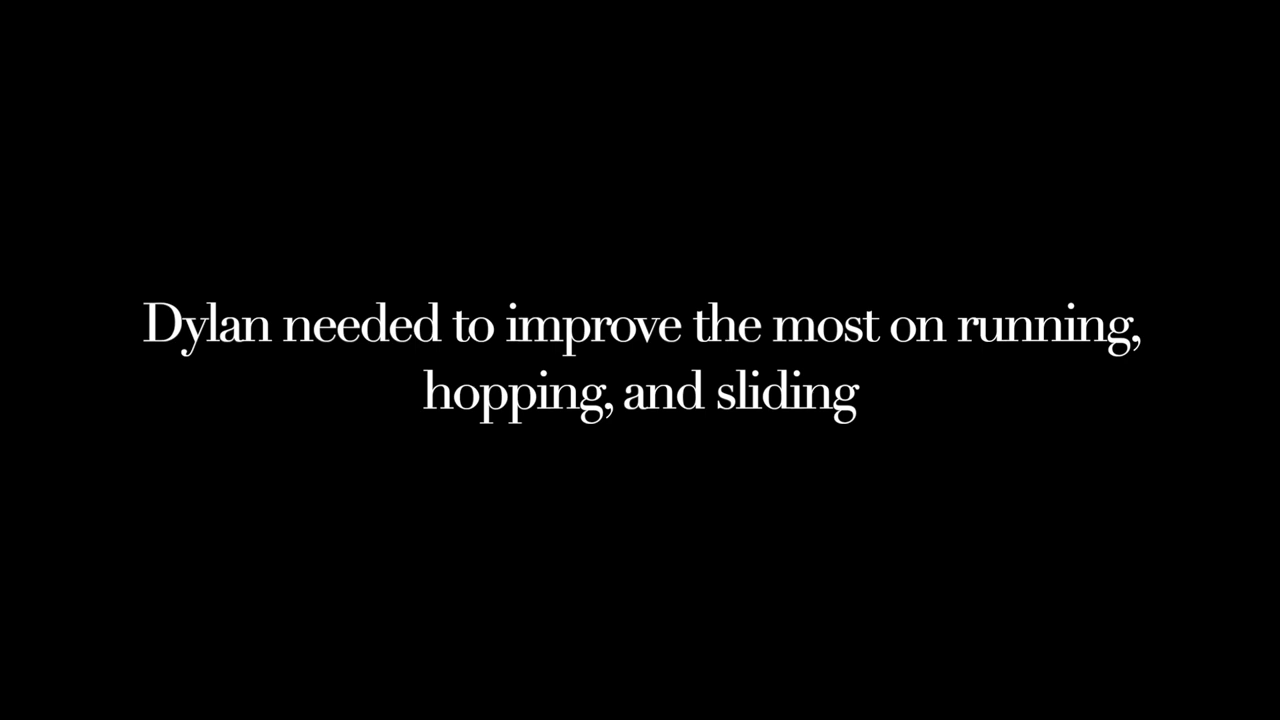 Dylan needed to improve the most on running,
hopping, and sliding